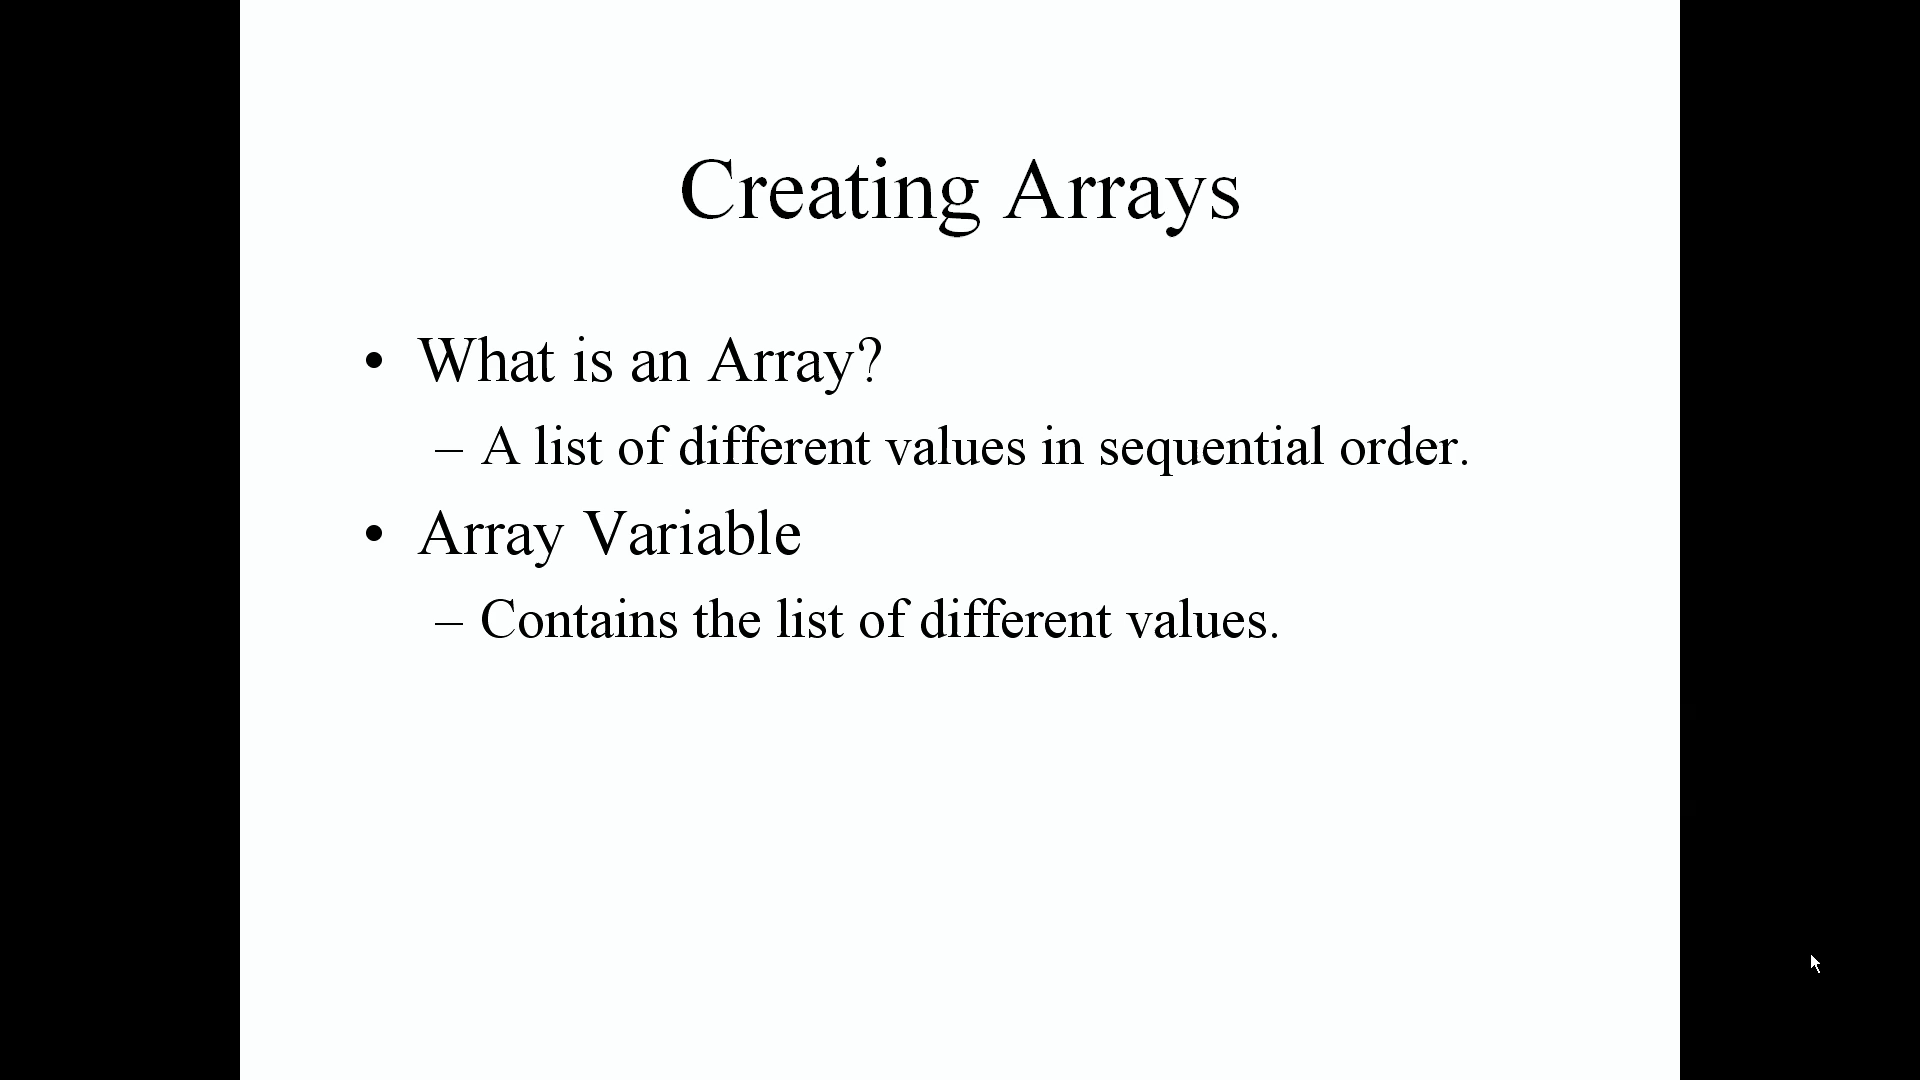 Creating Arrays
• What is an Array?
– A list of different values in sequential order.
• Array Variable
– Contains the list of different values.